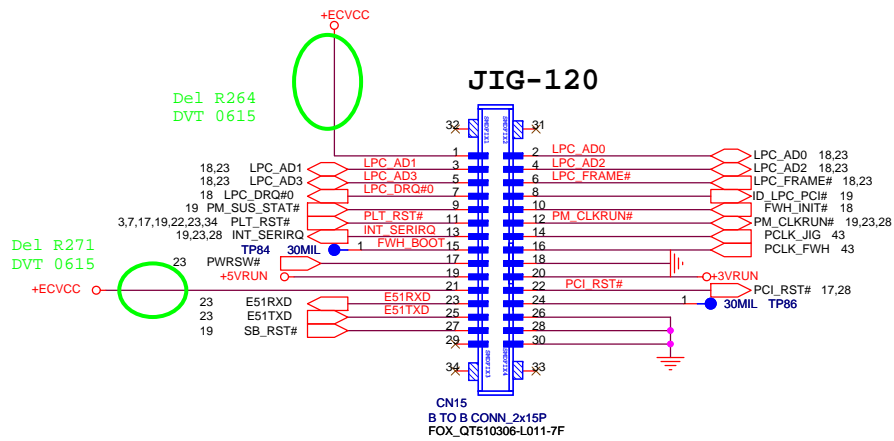 +ECVCC
JIG-120
Del R264
DVT 0615
32 31
SMDFIX1 SMDFIX2
1 2 LPC_AD0 LPC_AD0 18,23
18,23 LPC_AD1 LPC_AD1 3 4 LPC_AD2 LPC_AD2 18,23
18,23 LPC_AD3 LPC_AD3 5 6 LPC_FRAME# LPC_FRAME# 18,23
18 LPC_DRQ#0 LPC_DRQ#0 7 8 ID_LPC_PCI# 19
19 PM_SUS_STAT# 9 10 FWH_INIT# 18
3,7,17,19,22,23,34 PLT_RST# PLT_RST# 11 12 PM_CLKRUN# PM_CLKRUN# 19,23,28
19,23,28 INT_SERIRQ INT_SERIRQ 13 14 PCLK_JIG 43
Del R271
DVT 0615
TP84 30MIL 1 FWH_BOOT 15 16 PCLK_FWH 43
23 PWRSW# 17 18
+5VRUN 19 20 +3VRUN
+ECVCC 21 22 PCI_RST# PCI_RST# 17,28
23 E51RXD E51RXD 23 24 1 30MIL TP86
23 E51TXD E51TXD 25 26
19 SB_RST# 27 28
29 30
SMDFIX3 SMDFIX4
34 33
CN15
B TO B CONN_2x15P
FOX_QT510306-L011-7F